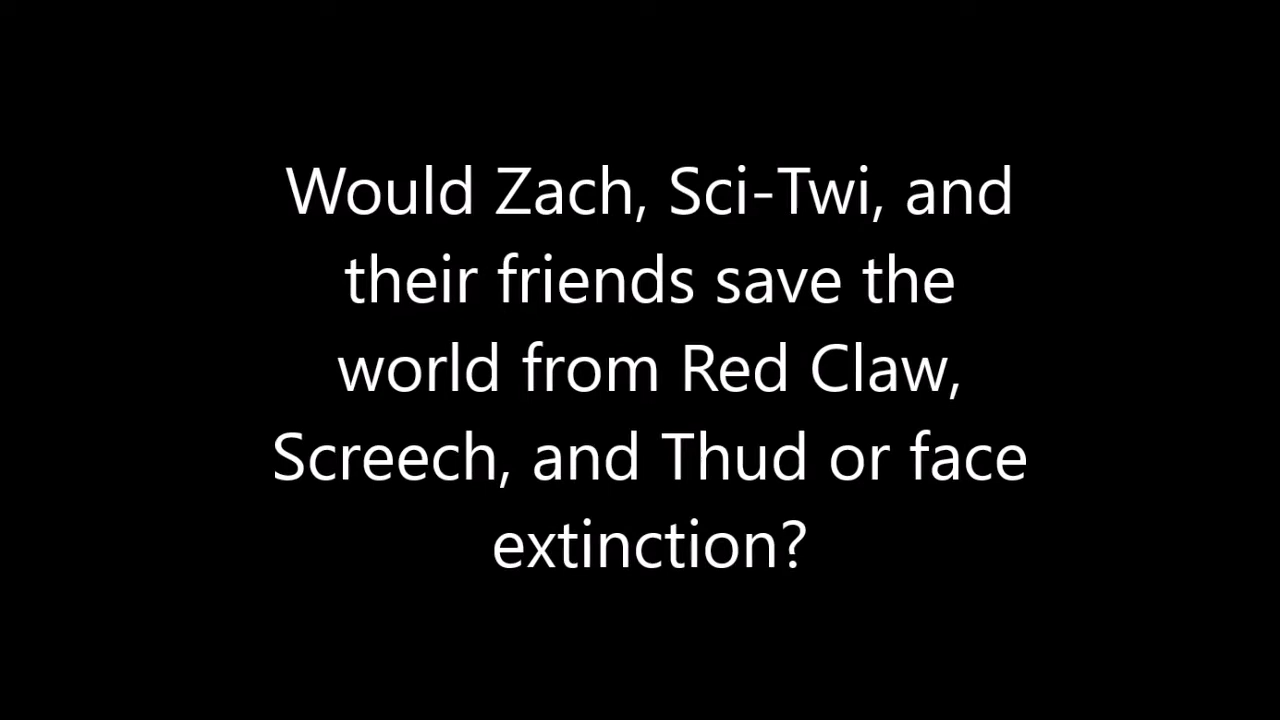 Would Zach, Sci-Twi, and
their friends save the
world from Red Claw,
Screech, and Thud or face
extinction?